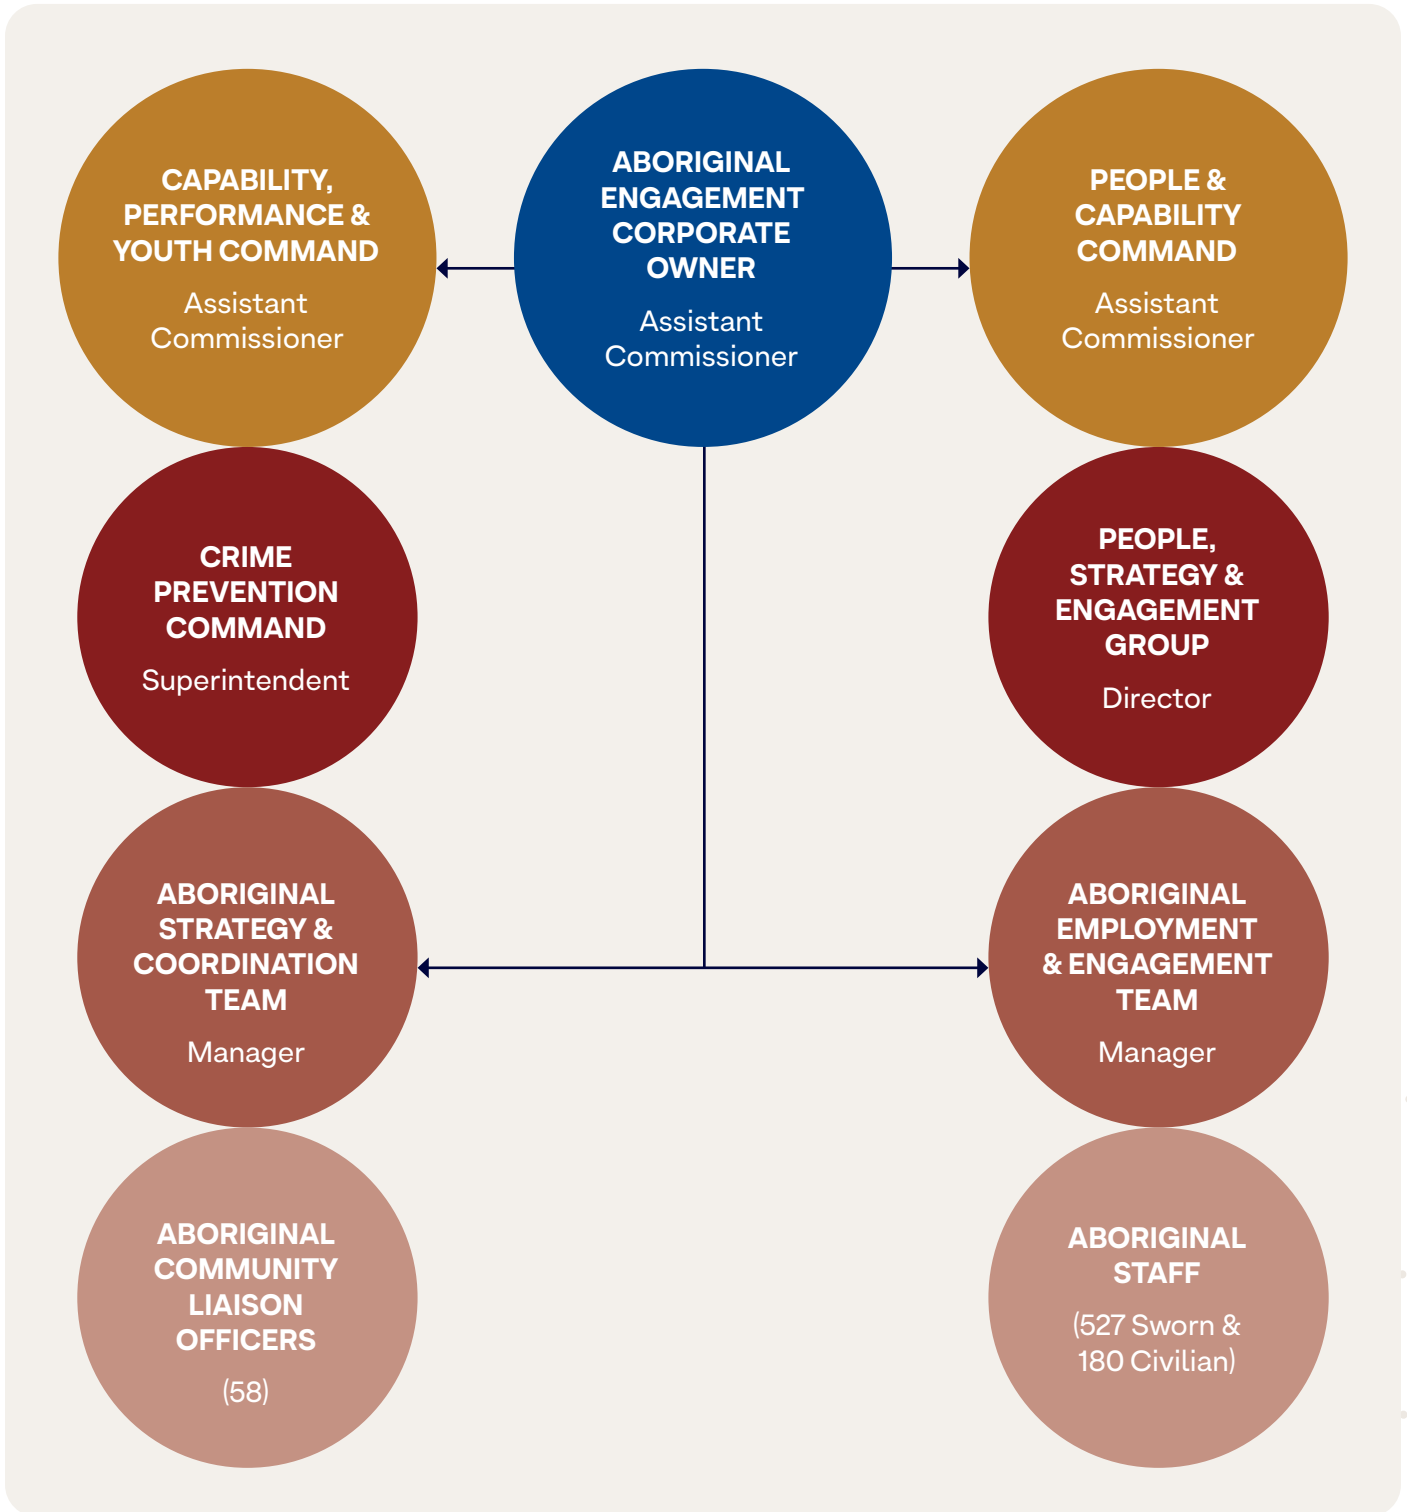 CAPABILITY,
PERFORMANCE &
YOUTH COMMAND
Assistant
Commissioner
ABORIGINAL
ENGAGEMENT
CORPORATE
OWNER
Assistant
Commissioner
PEOPLE &
CAPABILITY
COMMAND
Assistant
Commissioner
CRIME
PREVENTION
COMMAND
Superintendent
PEOPLE,
STRATEGY &
ENGAGEMENT
GROUP
Director
ABORIGINAL
STRATEGY &
COORDINATION
TEAM
Manager
ABORIGINAL
EMPLOYMENT
& ENGAGEMENT
TEAM
Manager
ABORIGINAL
COMMUNITY
LIAISON
OFFICERS
(58)
ABORIGINAL
STAFF
(527 Sworn &
180 Civilian)